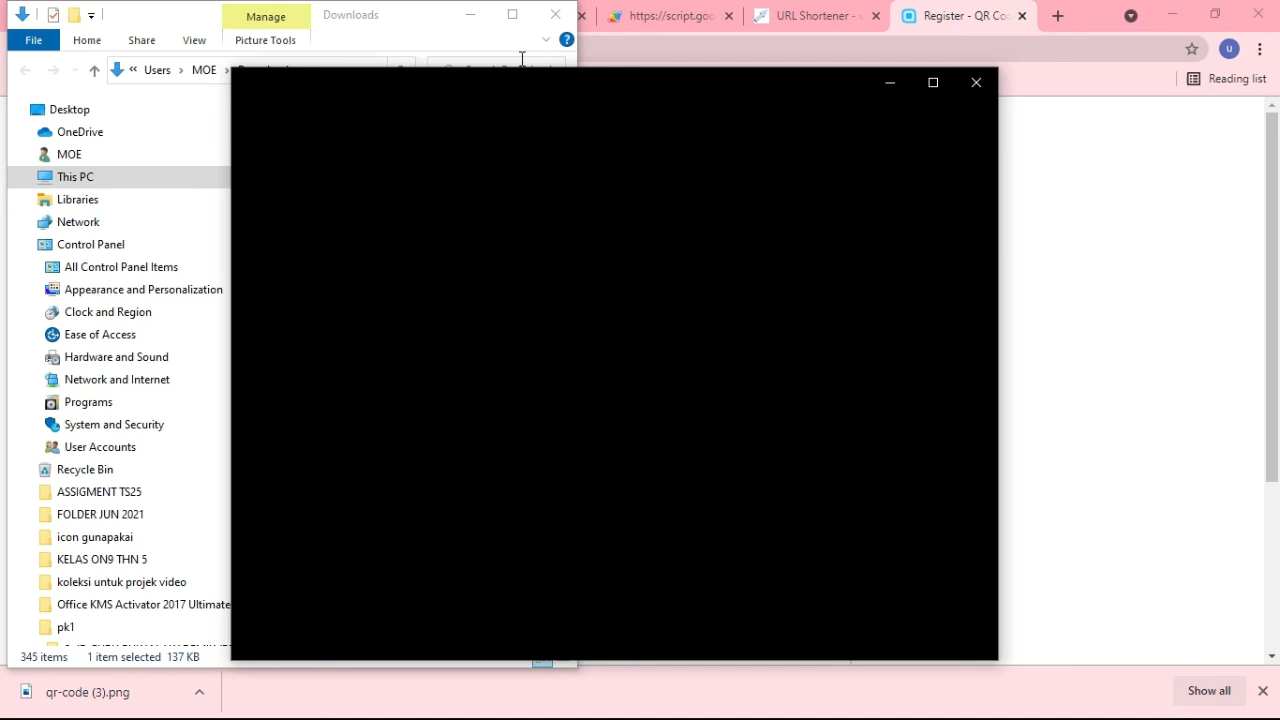 Manage
Downloads
https://script.goo
URL Shortener - u
Register - QR Co
File
Home
Share
View
Picture Tools
?
u
« Users > MOE >
Reading list
Desktop
OneDrive
MOE
This PC
Libraries
Network
Control Panel
All Control Panel Items
Appearance and Personalization
Clock and Region
Ease of Access
Hardware and Sound
Network and Internet
Programs
System and Security
User Accounts
Recycle Bin
ASSIGMENT TS25
FOLDER JUN 2021
icon gunapakai
KELAS ON9 THN 5
koleksi untuk projek video
Office KMS Activator 2017 Ultimate
pk1
345 items
1 item selected 137 KB
qr-code (3).png
Show all